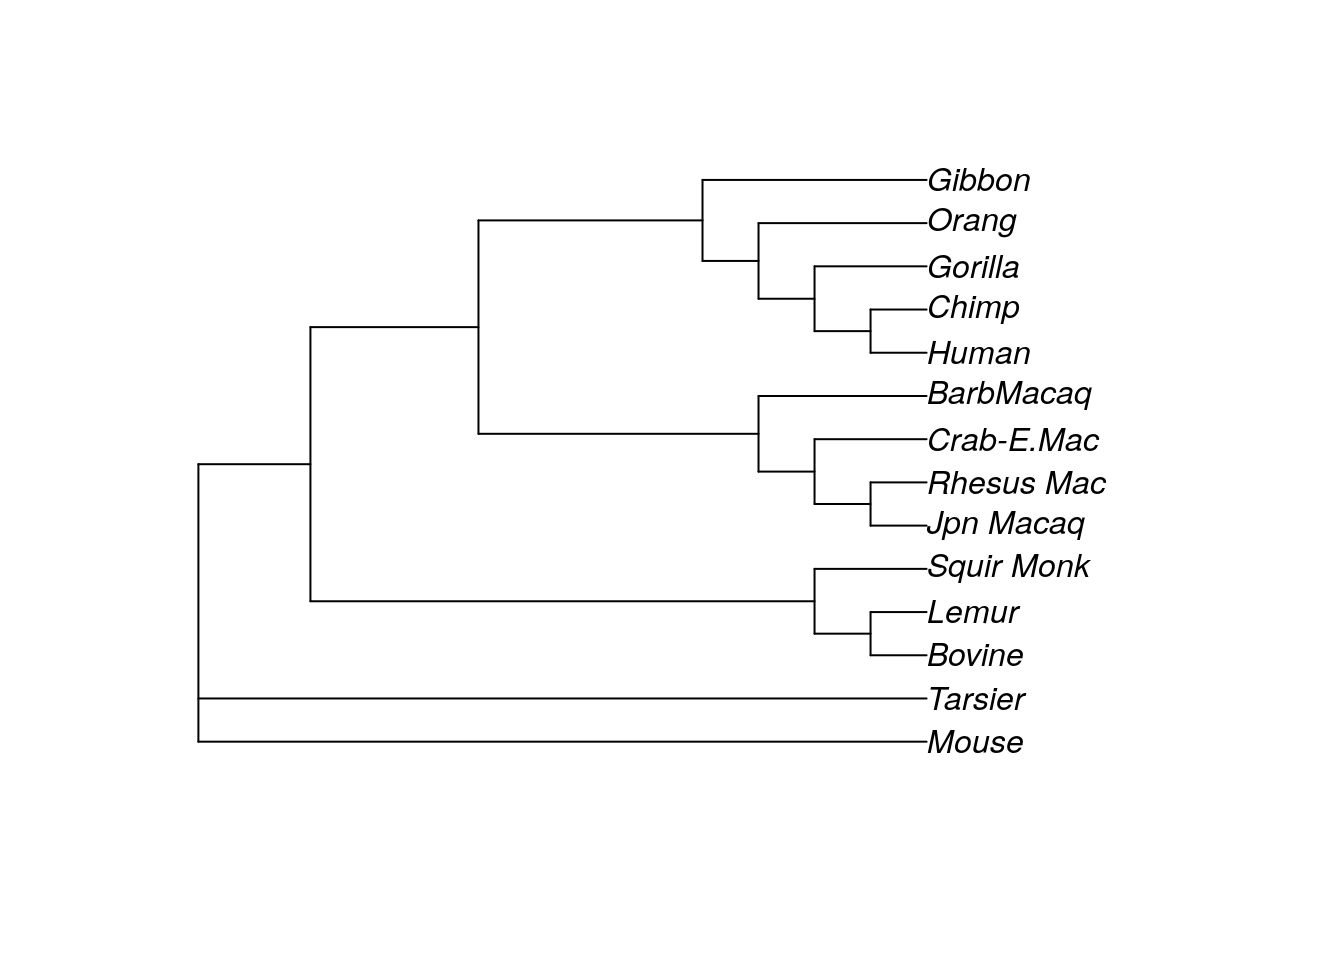 Gibbon
Orang
Gorilla
Chimp
Human
BarbMacaq
Crab-E.Mac
Rhesus Mac
Jpn Macaq
Squir Monk
Lemur
Bovine
Tarsier
Mouse